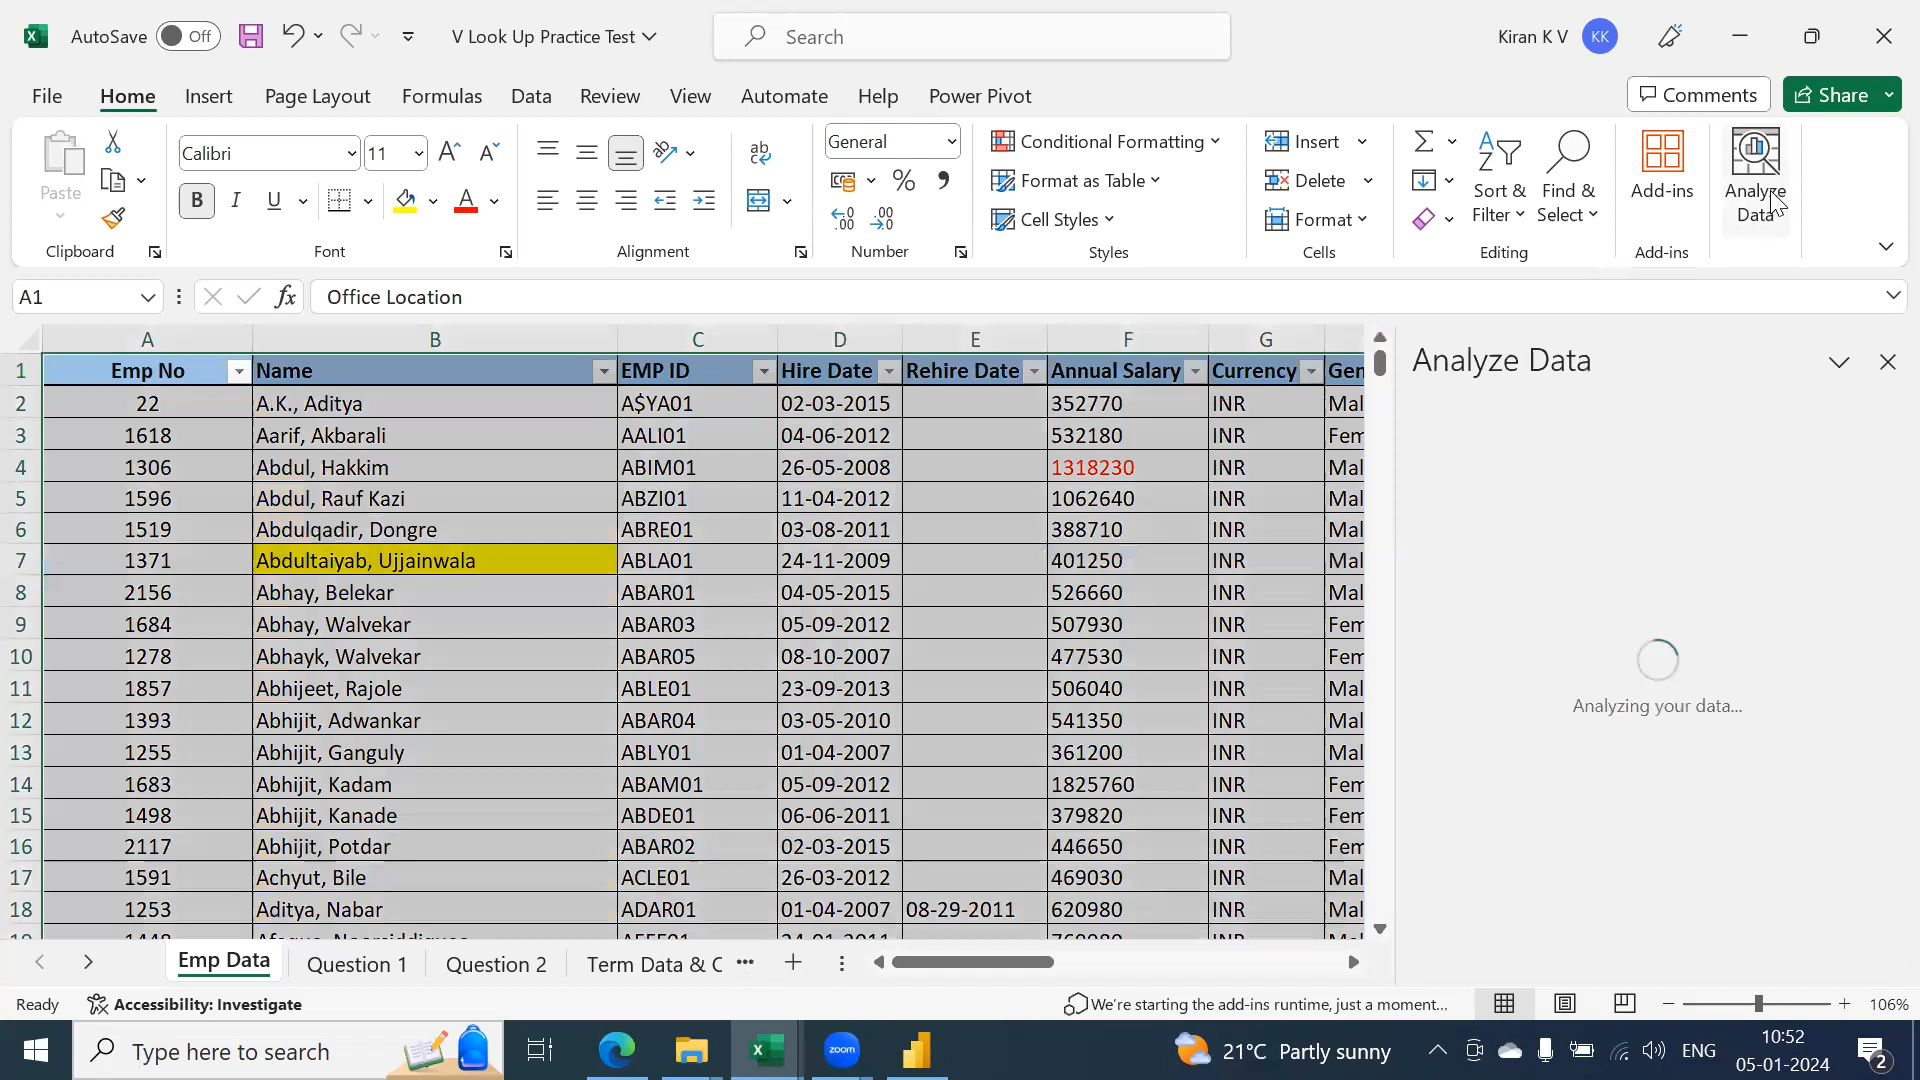 AutoSave Off V Look Up Practice Test Search Kiran K V KK
File Home Insert Page Layout Formulas Data Review View Automate Help Power Pivot Comments Share
Paste
Clipboard
Calibri 11
B I U
Font
ab
Alignment
General
% ,
Number
Conditional Formatting
Format as Table
Cell Styles
Styles
Insert
Delete
Format
Cells
Sort & Filter
Find & Select
Editing
Add-ins
Add-ins
Analyze Data
A1 fx Office Location
A B C D E F G
1 Emp No Name EMP ID Hire Date Rehire Date Annual Salary Currency Gen
2 22 A.K., Aditya A$YA01 02-03-2015 352770 INR Mal
3 1618 Aarif, Akbarali AALI01 04-06-2012 532180 INR Fem
4 1306 Abdul, Hakkim ABIM01 26-05-2008 1318230 INR Mal
5 1596 Abdul, Rauf Kazi ABZI01 11-04-2012 1062640 INR Mal
6 1519 Abdulqadir, Dongre ABRE01 03-08-2011 388710 INR Mal
7 1371 Abdultaiyab, Ujjainwala ABLA01 24-11-2009 401250 INR Mal
8 2156 Abhay, Belekar ABAR01 04-05-2015 526660 INR Mal
9 1684 Abhay, Walvekar ABAR03 05-09-2012 507930 INR Fem
10 1278 Abhayk, Walvekar ABAR05 08-10-2007 477530 INR Fem
11 1857 Abhijeet, Rajole ABLE01 23-09-2013 506040 INR Mal
12 1393 Abhijit, Adwankar ABAR04 03-05-2010 541350 INR Mal
13 1255 Abhijit, Ganguly ABLY01 01-04-2007 361200 INR Mal
14 1683 Abhijit, Kadam ABAM01 05-09-2012 1825760 INR Fem
15 1498 Abhijit, Kanade ABDE01 06-06-2011 379820 INR Fem
16 2117 Abhijit, Potdar ABAR02 02-03-2015 446650 INR Fem
17 1591 Achyut, Bile ACLE01 26-03-2012 469030 INR Mal
18 1253 Aditya, Nabar ADAR01 01-04-2007 08-29-2011 620980 INR Mal
Analyze Data
Analyzing your data...
Emp Data Question 1 Question 2 Term Data & C ...
Ready Accessibility: Investigate We're starting the add-ins runtime, just a moment... 106%
Type here to search zoom 21°C Partly sunny ENG 10:52
05-01-2024 2